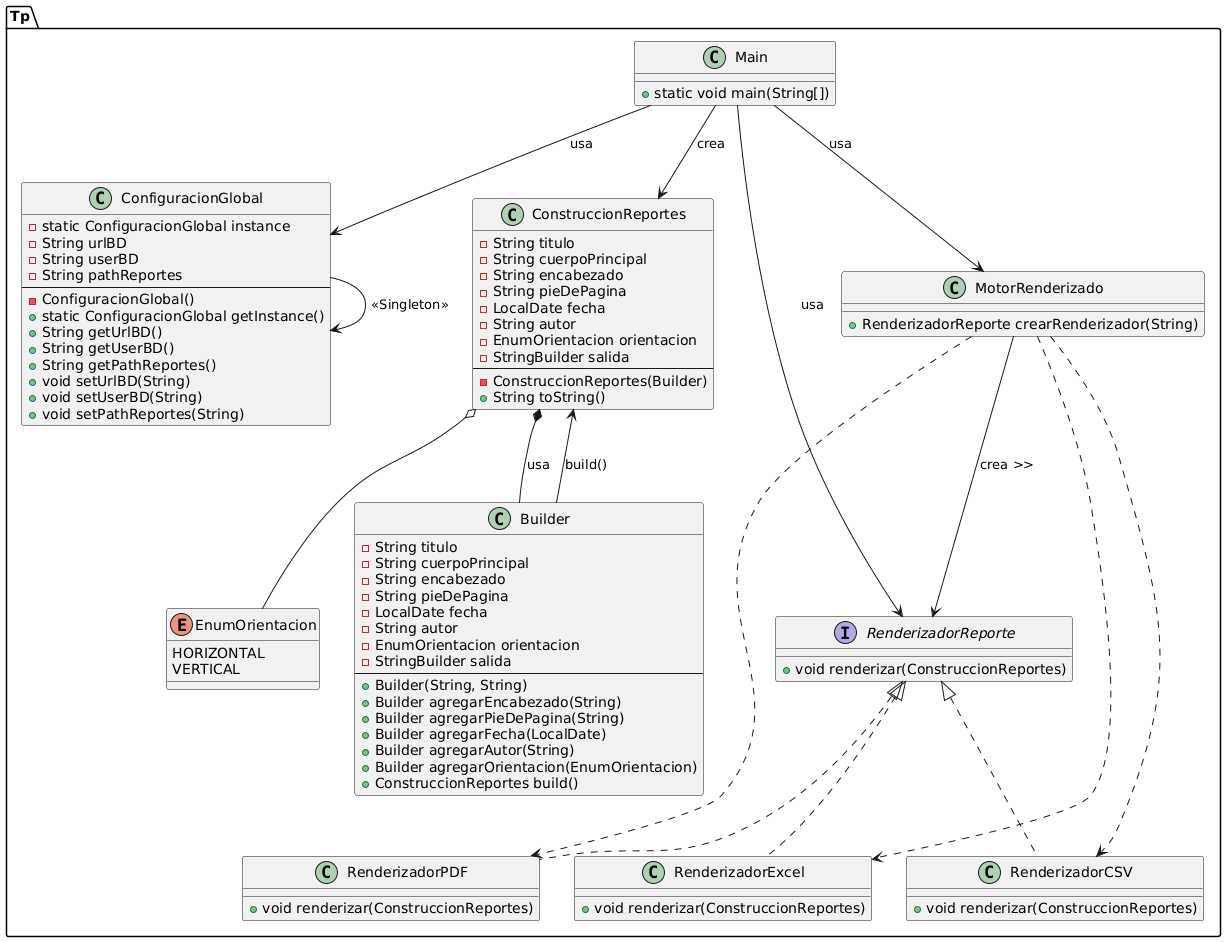 Tp
C Main
static void main(String[])
usa
crea
usa
usa
C ConfiguracionGlobal
static ConfiguracionGlobal instance
String urlBD
String userBD
String pathReportes
ConfiguracionGlobal()
static ConfiguracionGlobal getInstance()
String getUrlBD()
String getUserBD()
String getPathReportes()
void setUrlBD(String)
void setUserBD(String)
void setPathReportes(String)
«Singleton»
C ConstruccionReportes
String titulo
String cuerpoPrincipal
String encabezado
String pieDePagina
LocalDate fecha
String autor
EnumOrientacion orientacion
StringBuilder salida
ConstruccionReportes(Builder)
String toString()
C MotorRenderizado
RenderizadorReporte crearRenderizador(String)
usa
build()
crea >>
C Builder
String titulo
String cuerpoPrincipal
String encabezado
String pieDePagina
LocalDate fecha
String autor
EnumOrientacion orientacion
StringBuilder salida
Builder(String, String)
Builder agregarEncabezado(String)
Builder agregarPieDePagina(String)
Builder agregarFecha(LocalDate)
Builder agregarAutor(String)
Builder agregarOrientacion(EnumOrientacion)
ConstruccionReportes build()
E EnumOrientacion
HORIZONTAL
VERTICAL
I RenderizadorReporte
void renderizar(ConstruccionReportes)
C RenderizadorPDF
void renderizar(ConstruccionReportes)
C RenderizadorExcel
void renderizar(ConstruccionReportes)
C RenderizadorCSV
void renderizar(ConstruccionReportes)